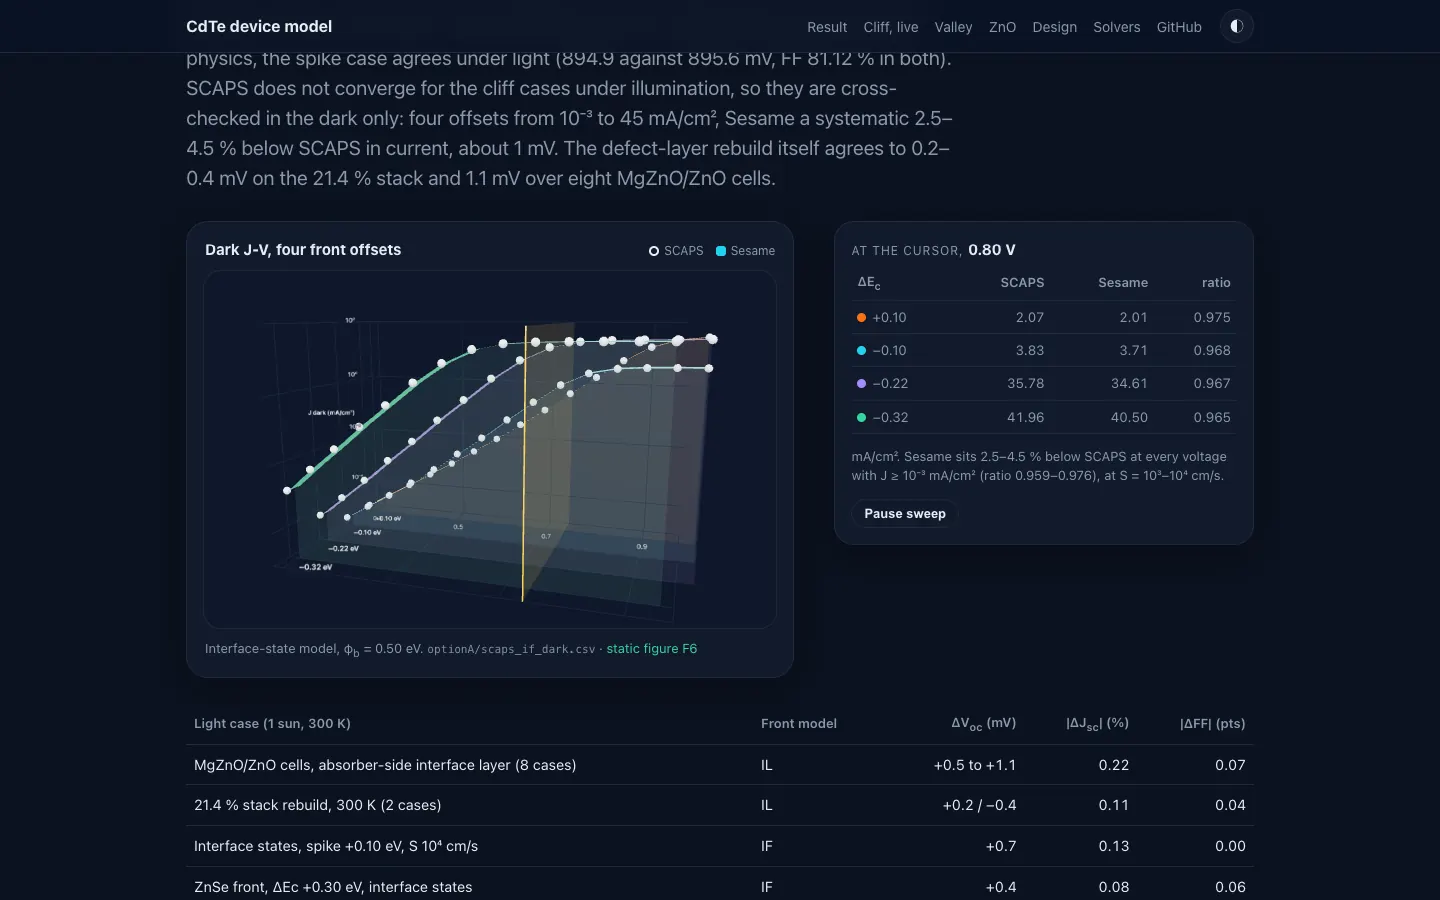 CdTe device model
Result Cliff, live Valley ZnO Design Solvers GitHub
physics, the spike case agrees under light (894.9 against 895.6 mV, FF 81.12 % in both).
SCAPS does not converge for the cliff cases under illumination, so they are cross-
checked in the dark only: four offsets from 10⁻³ to 45 mA/cm², Sesame a systematic 2.5–
4.5 % below SCAPS in current, about 1 mV. The defect-layer rebuild itself agrees to 0.2–
0.4 mV on the 21.4 % stack and 1.1 mV over eight MgZnO/ZnO cells.
Dark J-V, four front offsets
SCAPS Sesame
J dark (mA/cm²)
+0.10 eV
−0.10 eV
−0.22 eV
−0.32 eV
0.5
0.7
0.9
Interface-state model, ϕb = 0.50 eV. optionA/scaps_if_dark.csv · static figure F6
AT THE CURSOR, 0.80 V
ΔEc SCAPS Sesame ratio
+0.10 2.07 2.01 0.975
−0.10 3.83 3.71 0.968
−0.22 35.78 34.61 0.967
−0.32 41.96 40.50 0.965
mA/cm². Sesame sits 2.5–4.5 % below SCAPS at every voltage
with J ≥ 10⁻³ mA/cm² (ratio 0.959–0.976), at S = 10³–10⁴ cm/s.
Pause sweep
Light case (1 sun, 300 K) Front model ΔVoc (mV) |ΔJsc| (%) |ΔFF| (pts)
MgZnO/ZnO cells, absorber-side interface layer (8 cases) IL +0.5 to +1.1 0.22 0.07
21.4 % stack rebuild, 300 K (2 cases) IL +0.2 / −0.4 0.11 0.04
Interface states, spike +0.10 eV, S 10⁴ cm/s IF +0.7 0.13 0.00
ZnSe front, ΔEc +0.30 eV, interface states IF +0.4 0.08 0.06